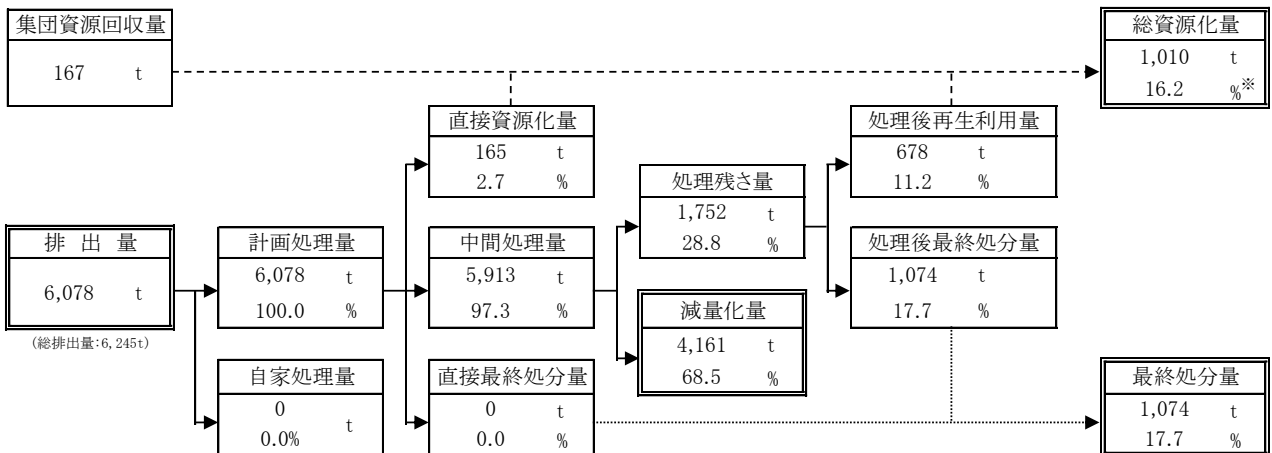 集団資源回収量
167 t
総資源化量
1,010 t
16.2 %※
直接資源化量
165 t
2.7 %
処理後再生利用量
678 t
11.2 %
処理残さ量
1,752 t
28.8 %
排 出 量
6,078 t
(総排出量:6,245t)
計画処理量
6,078 t
100.0 %
中間処理量
5,913 t
97.3 %
処理後最終処分量
1,074 t
17.7 %
減量化量
4,161 t
68.5 %
自家処理量
0 t
0.0%
直接最終処分量
0 t
0.0 %
最終処分量
1,074 t
17.7 %